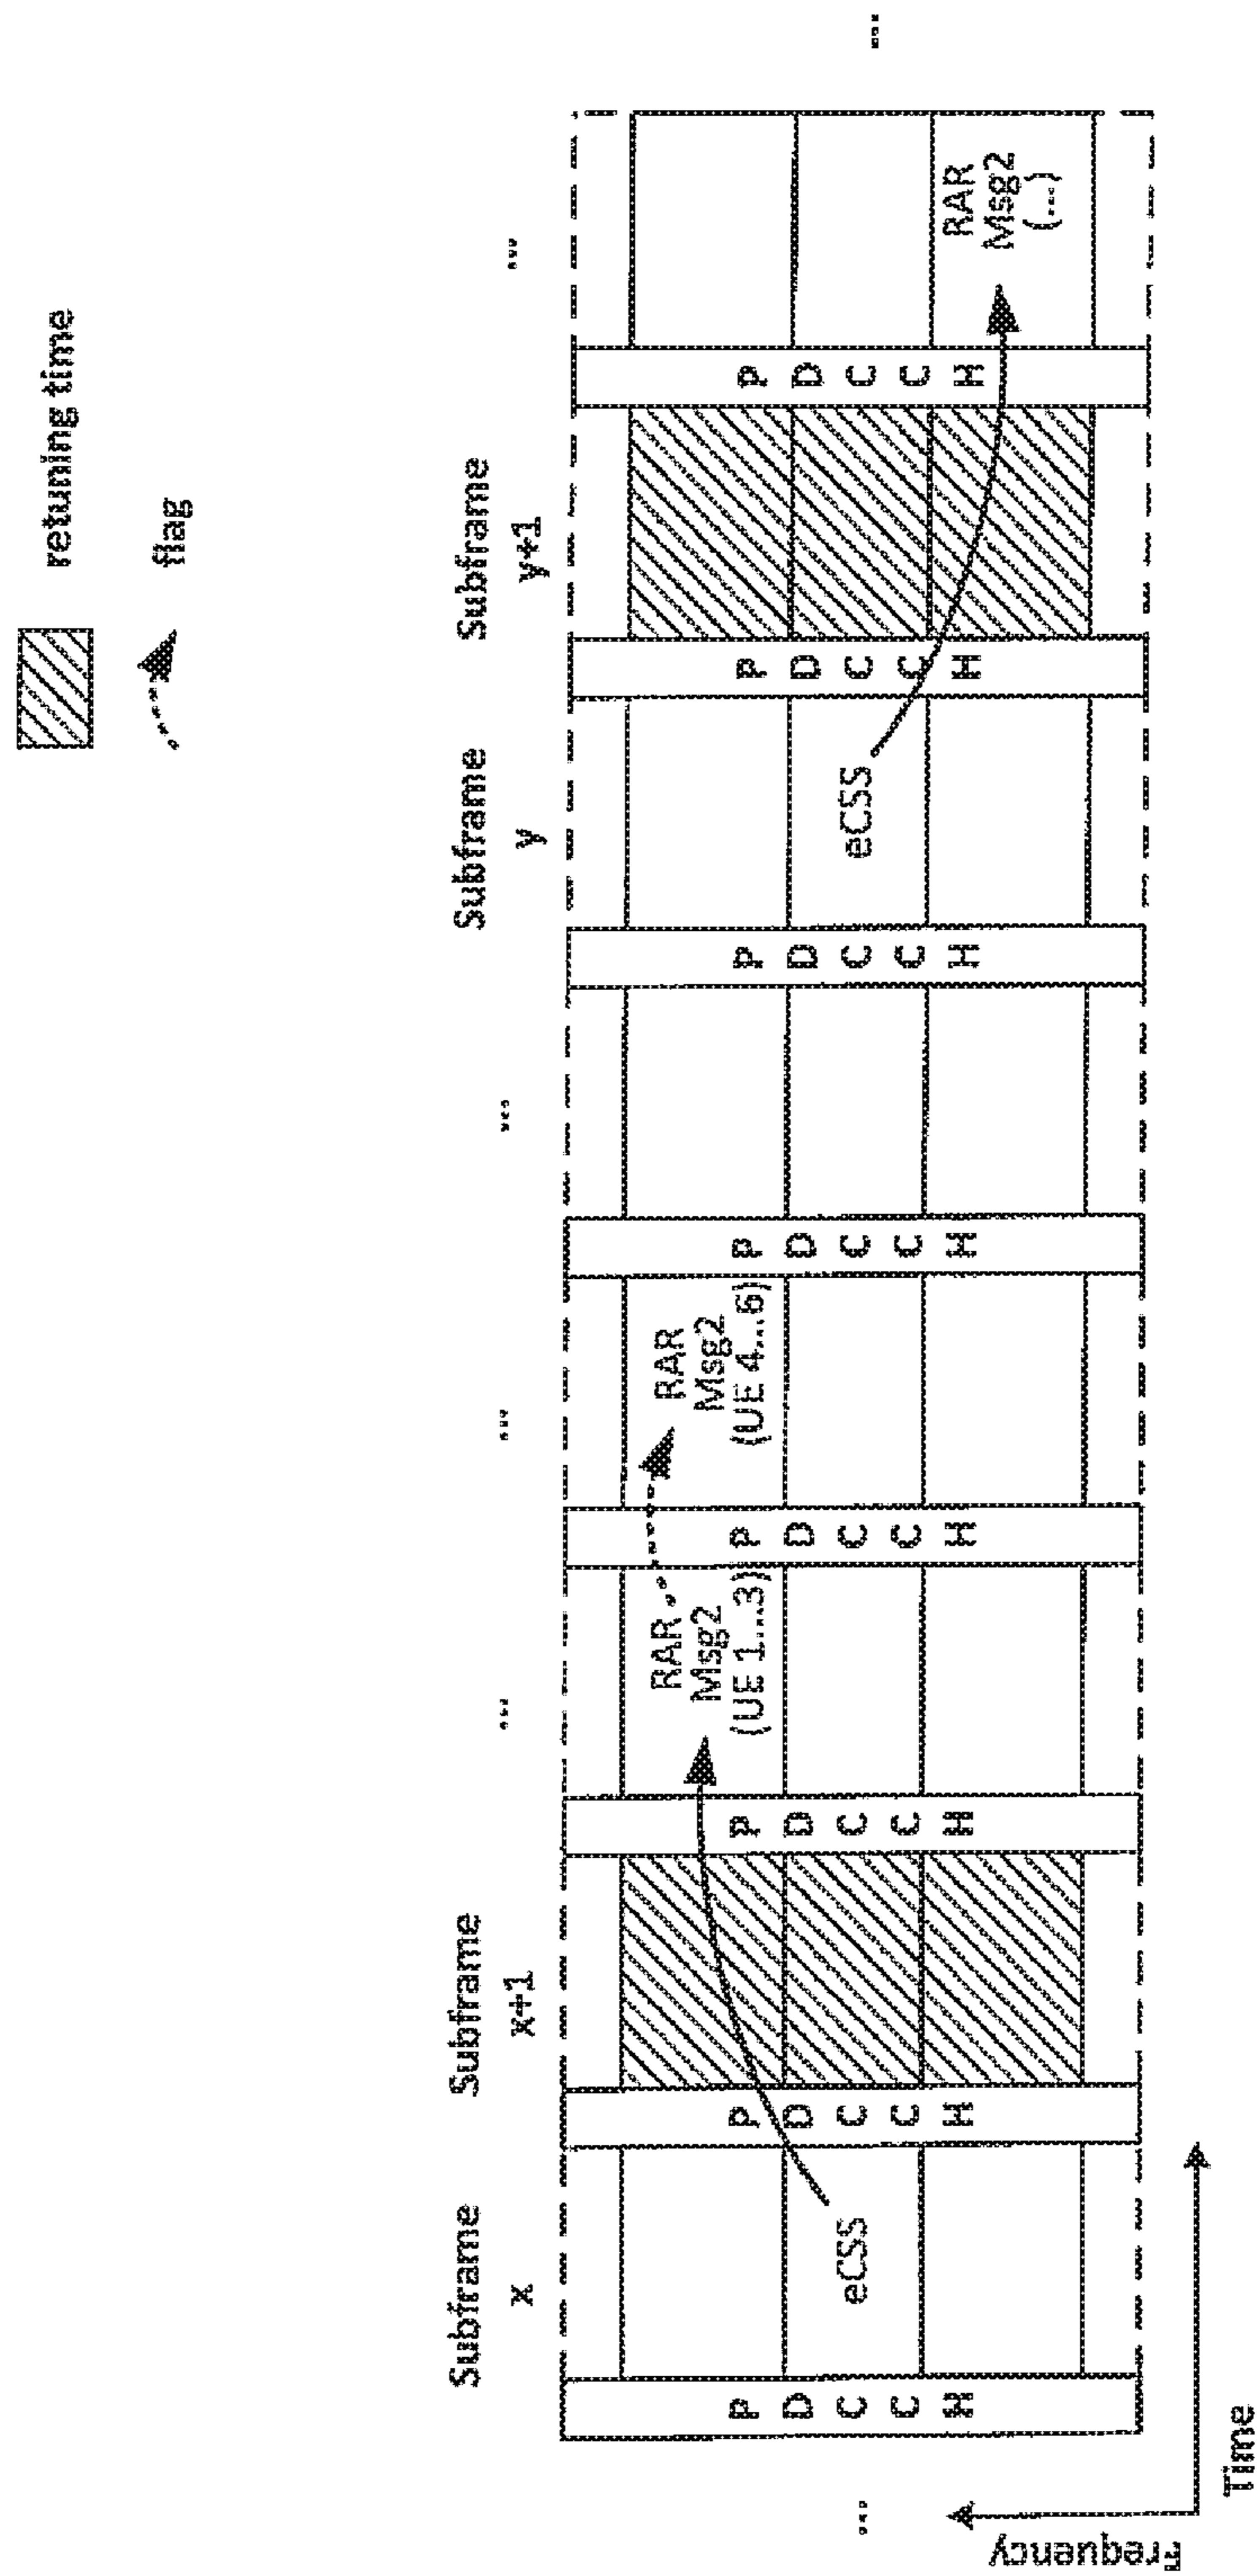 retuning time
flag
Subframe
x
Subframe
x+1
...
...
...
Subframe
y
Subframe
y+1
...
...
PDCCH
eCSS
PDCCH
PDCCH
RAR
Msg2
(UE 1...3)
PDCCH
RAR
Msg2
(UE 4...6)
PDCCH
PDCCH
eCSS
PDCCH
PDCCH
RAR
Msg2
(...)
...
Frequency
Time